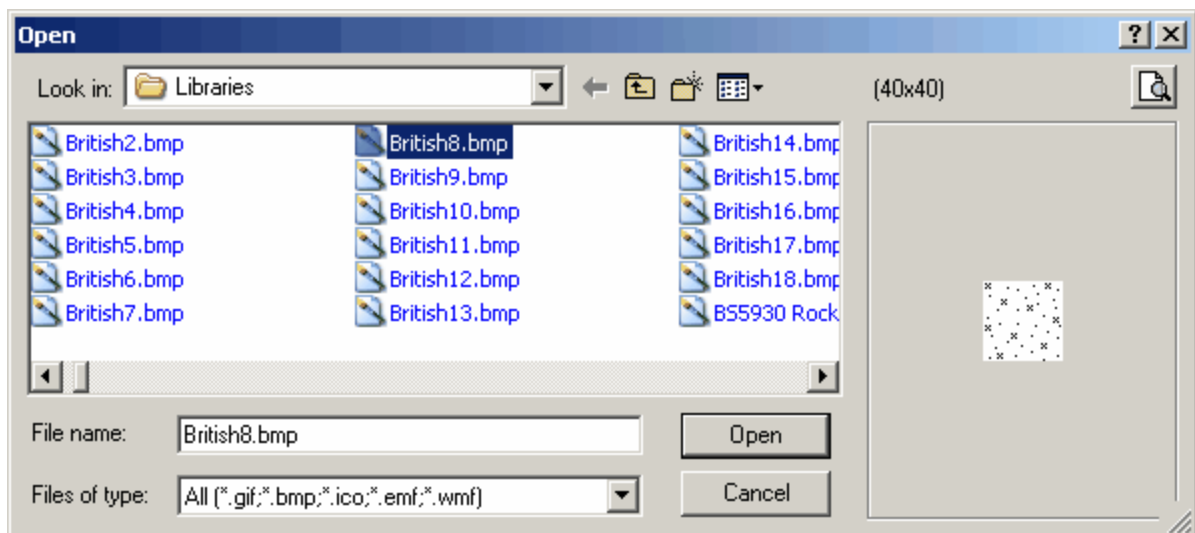 Open
Look in: Libraries (40x40)
British2.bmp British8.bmp British14.bmp
British3.bmp British9.bmp British15.bmp
British4.bmp British10.bmp British16.bmp
British5.bmp British11.bmp British17.bmp
British6.bmp British12.bmp British18.bmp
British7.bmp British13.bmp BS5930 Rock
File name: British8.bmp Open
Files of type: All (*.gif;*.bmp;*.ico;*.emf;*.wmf) Cancel